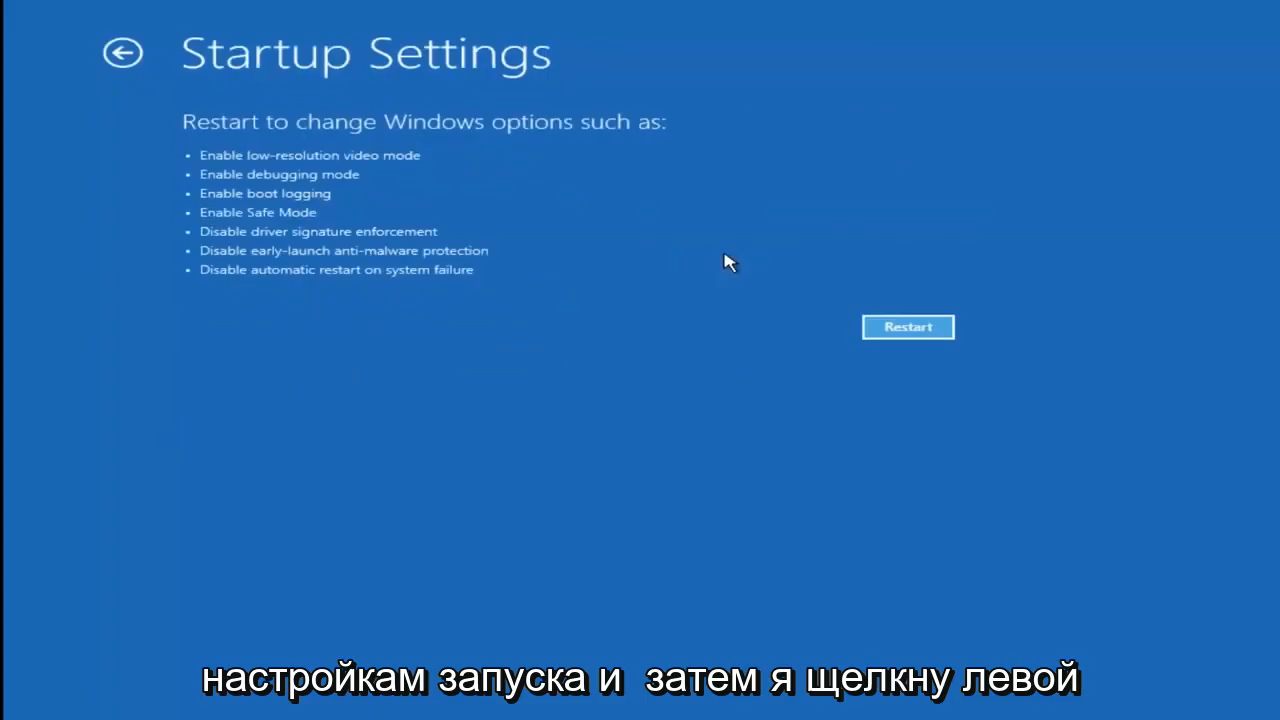 Startup Settings
Restart to change Windows options such as:
• Enable low-resolution video mode
• Enable debugging mode
• Enable boot logging
• Enable Safe Mode
• Disable driver signature enforcement
• Disable early-launch anti-malware protection
• Disable automatic restart on system failure
Restart
настройкам запуска и  затем я щелкну левой